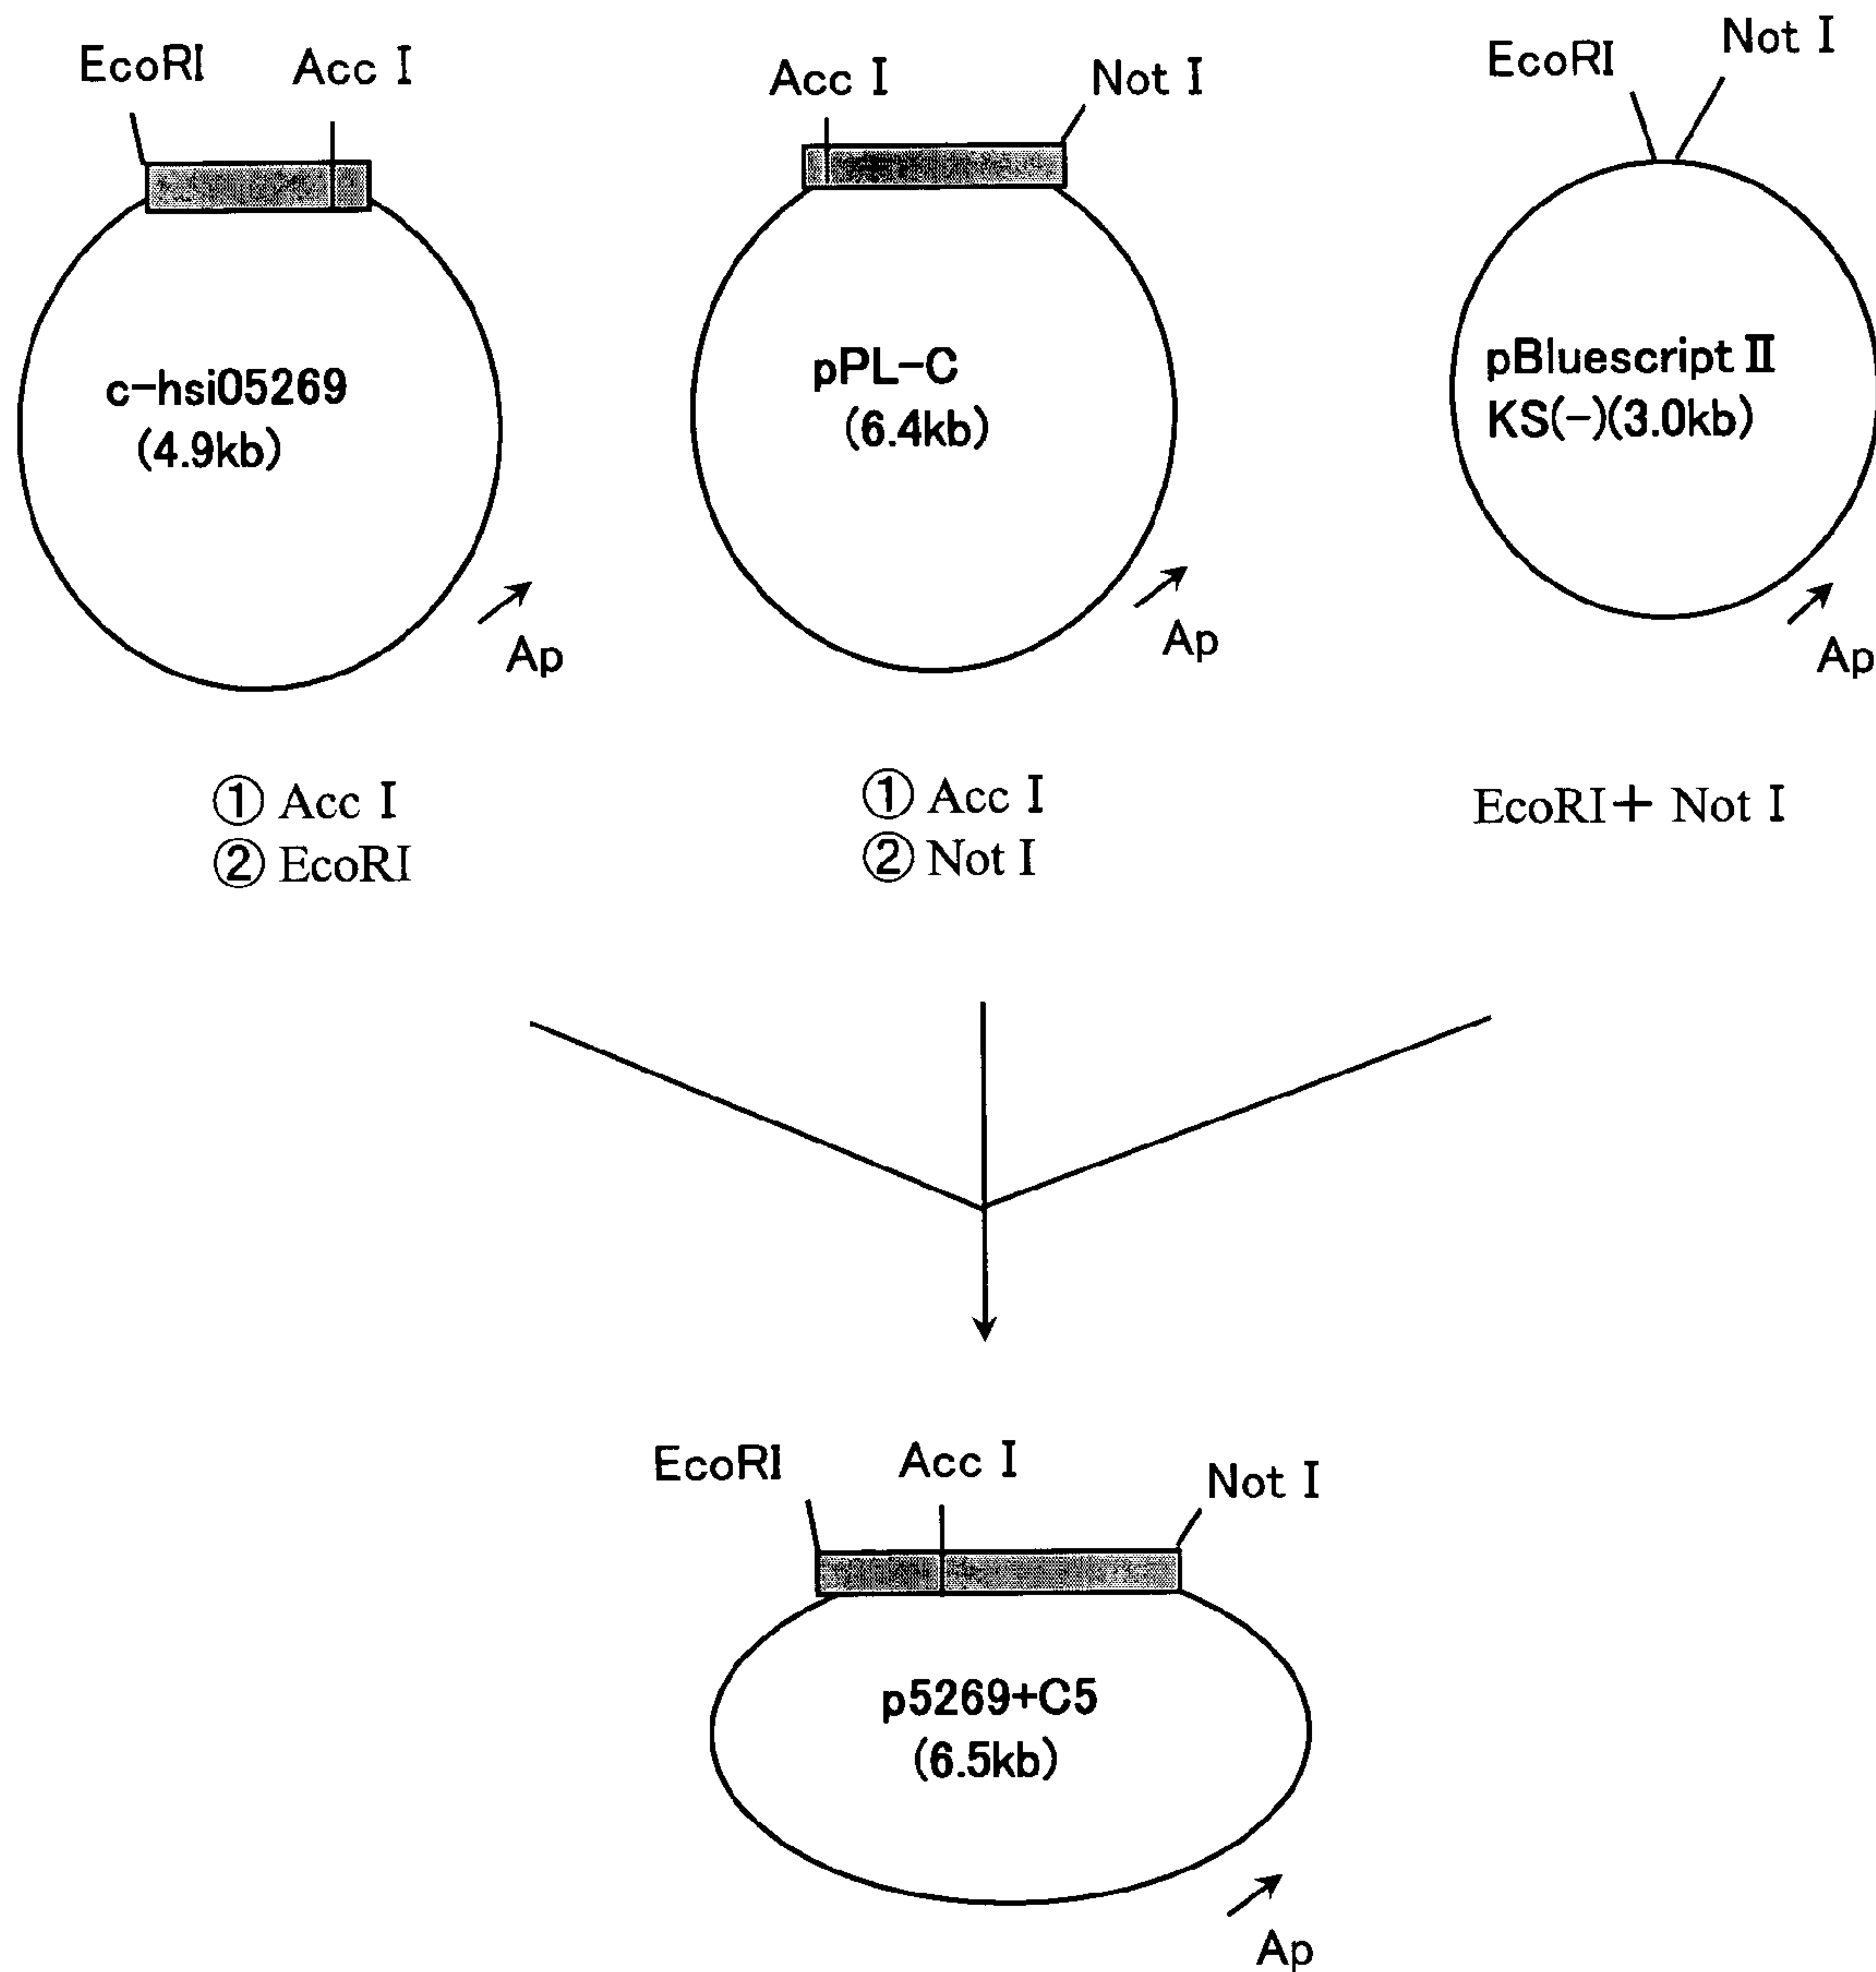 EcoRI
Acc I
Acc I
Not I
EcoRI
Not I
c-hsi05269
(4.9kb)
pPL-C
(6.4kb)
pBluescript II
KS(-)(3.0kb)
Ap
Ap
Ap
① Acc I
② EcoRI
① Acc I
② Not I
EcoRI+ Not I
EcoRI
Acc I
Not I
p5269+C5
(6.5kb)
Ap